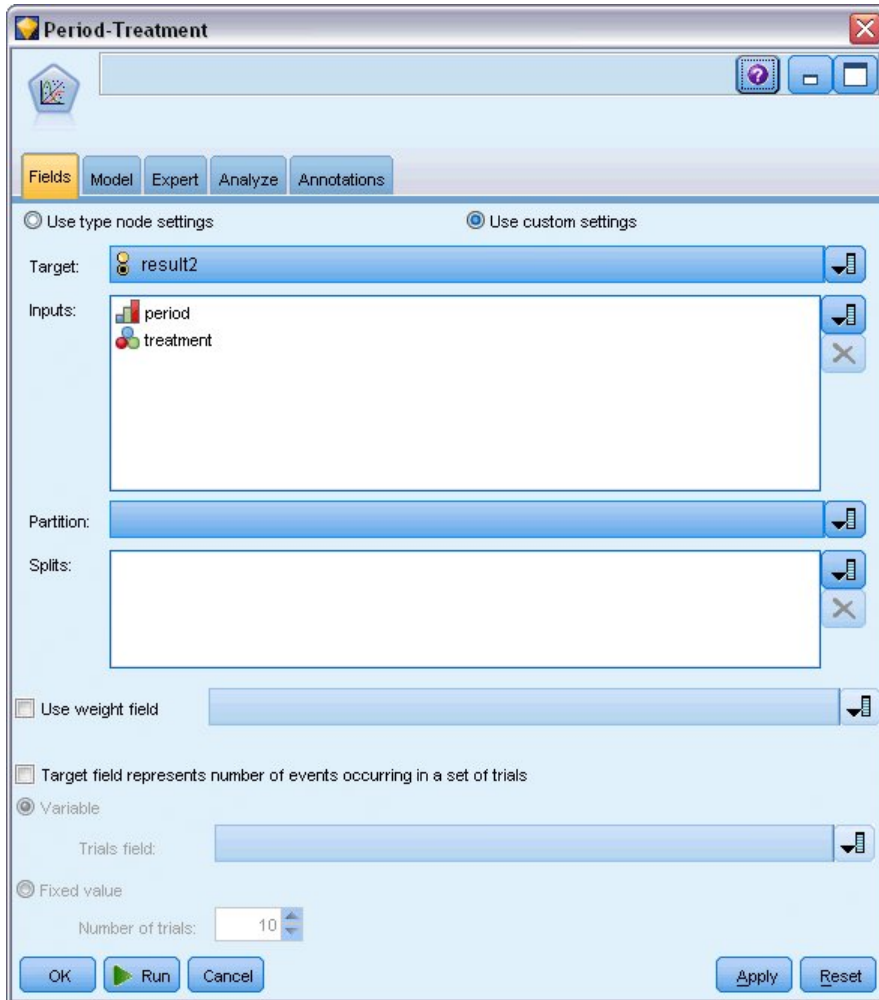 Period-Treatment
Fields Model Expert Analyze Annotations
Use type node settings Use custom settings
Target: result2
Inputs: period
treatment
Partition:
Splits:
Use weight field
Target field represents number of events occurring in a set of trials
Variable
Trials field:
Fixed value
Number of trials: 10
OK Run Cancel Apply Reset